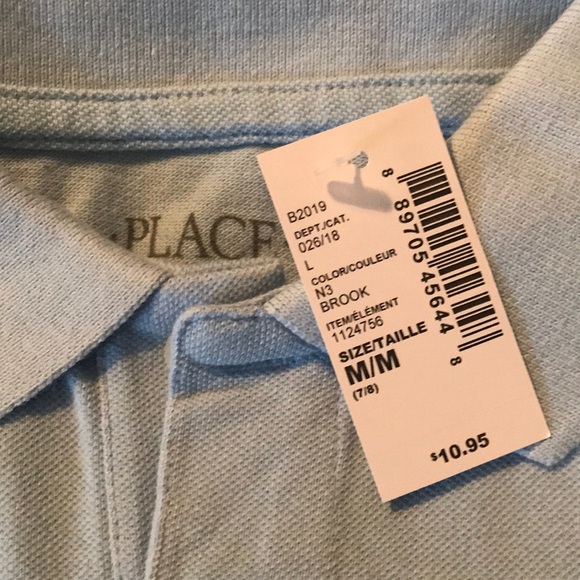 PLACE
B2019
DEPT./CAT.
026/18
L
COLOR/COULEUR
N3
BROOK
ITEM/ÉLÉMENT
1124756
SIZE/TAILLE
M/M
(7/8)
8 89705 45644 8
$10.95